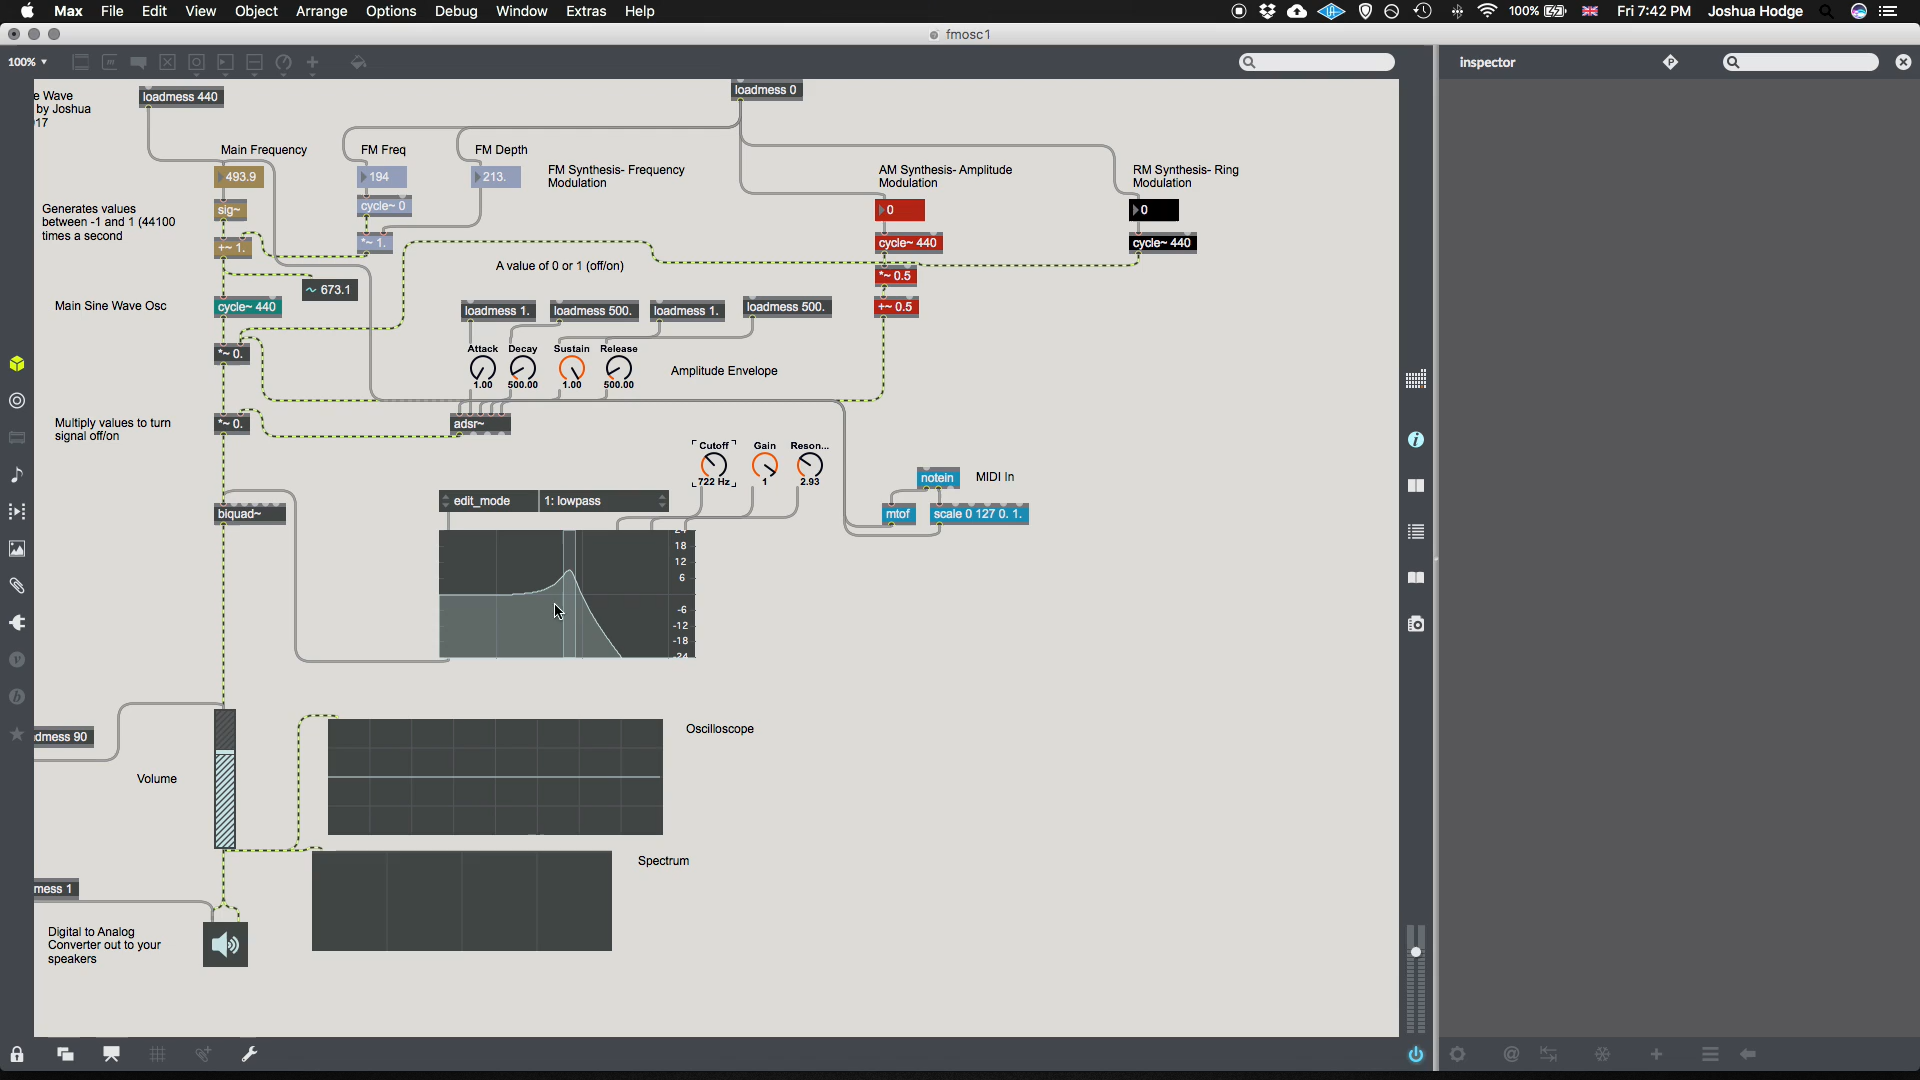 Max File Edit View Object Arrange Options Debug Window Extras Help
100% Fri 7:42 PM Joshua Hodge
fmosc1
100%
inspector
e Wave
by Joshua
17
loadmess 440
loadmess 0
Main Frequency
FM Freq
FM Depth
493.9
194
213.
FM Synthesis- Frequency
Modulation
AM Synthesis- Amplitude
Modulation
RM Synthesis- Ring
Modulation
Generates values
between -1 and 1 (44100
times a second
sig~
cycle~ 0
0
0
+~ 1.
*~ 1.
cycle~ 440
cycle~ 440
A value of 0 or 1 (off/on)
*~ 0.5
673.1
Main Sine Wave Osc
cycle~ 440
loadmess 1.
loadmess 500.
loadmess 1.
loadmess 500.
+~ 0.5
*~ 0.
Attack
Decay
Sustain
Release
1.00
500.00
1.00
500.00
Amplitude Envelope
Multiply values to turn
signal off/on
*~ 0.
adsr~
Cutoff
Gain
Reson...
722 Hz
1
2.93
notein
MIDI In
edit_mode
1: lowpass
biquad~
mtof
scale 0 127 0. 1.
24
18
12
6
-6
-12
-18
-24
dmess 90
Oscilloscope
Volume
Spectrum
mess 1
Digital to Analog
Converter out to your
speakers